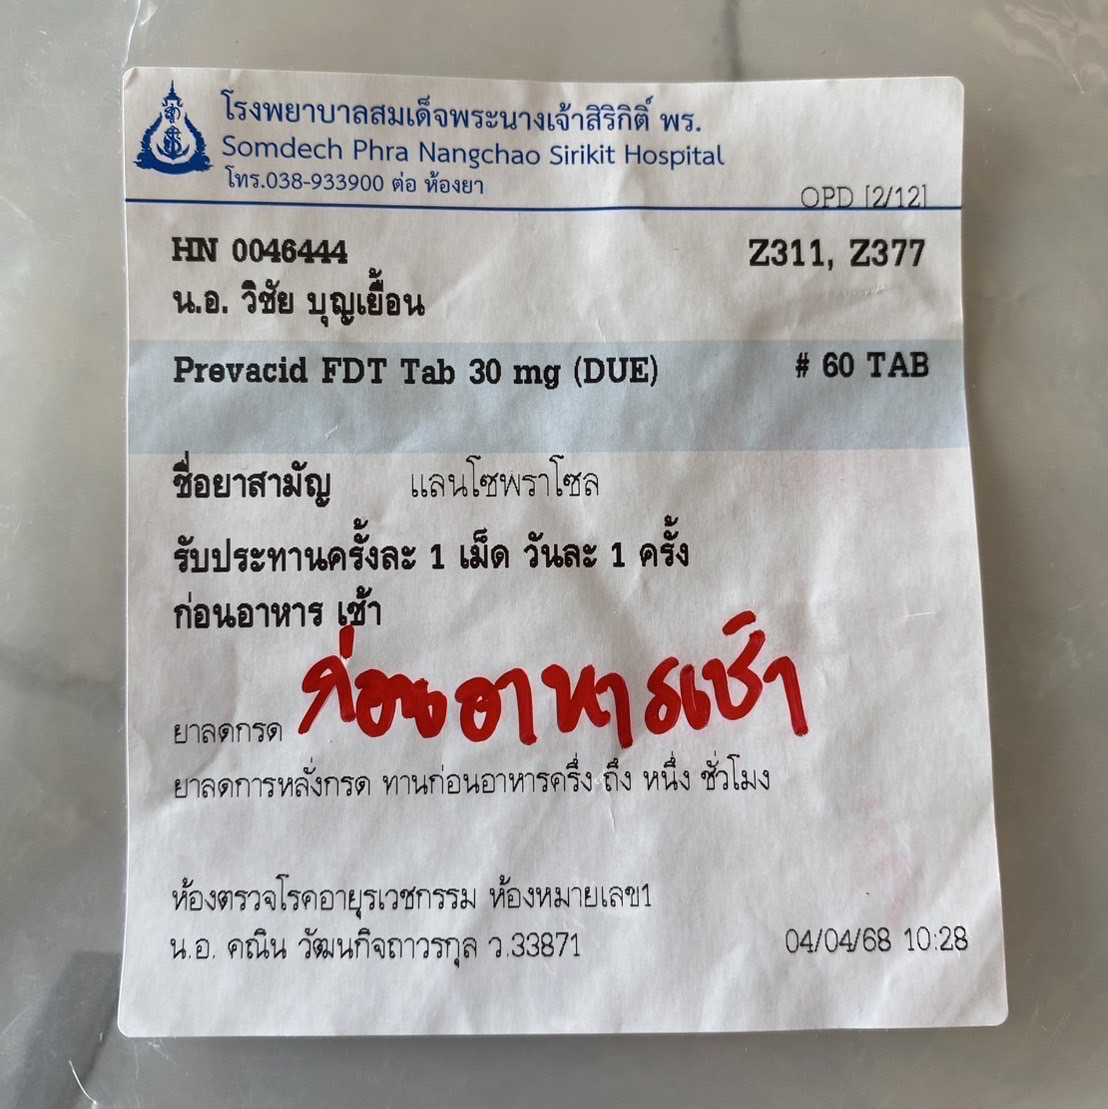 โรงพยาบาลสมเด็จพระนางเจ้าสิริกิติ์ พร.
Somdech Phra Nangchao Sirikit Hospital
โทร.038-933900 ต่อ ห้องยา
OPD [2/12]
HN 0046444 Z311, Z377
น.อ. วิชัย บุญเยื้อน
Prevacid FDT Tab 30 mg (DUE) # 60 TAB
ชื่อยาสามัญ แลนโซพราโซล
รับประทานครั้งละ 1 เม็ด วันละ 1 ครั้ง
ก่อนอาหาร เช้า
ก่อนอาหารเช้า
ยาลดกรด
ยาลดการหลั่งกรด ทานก่อนอาหารครึ่ง ถึง หนึ่ง ชั่วโมง
ห้องตรวจโรคอายุรเวชกรรม ห้องหมายเลข1
น.อ. คณิน วัฒนกิจถาวรกุล ว.33871 04/04/68 10:28